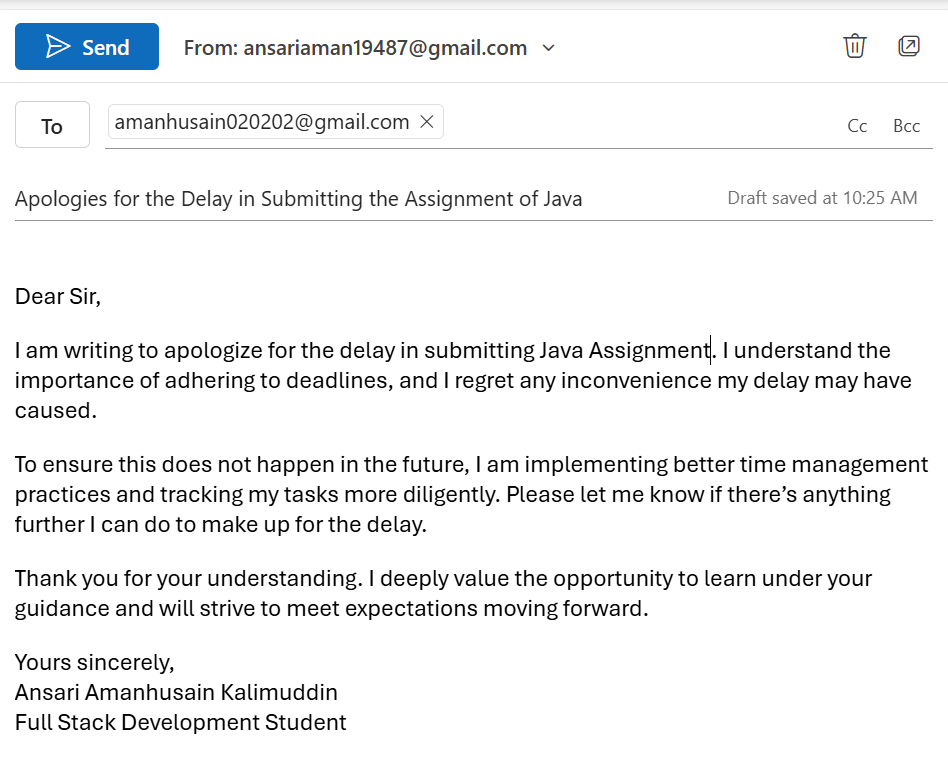 Send From: ansariaman19487@gmail.com
To amanhusain020202@gmail.com Cc Bcc
Apologies for the Delay in Submitting the Assignment of Java Draft saved at 10:25 AM
Dear Sir,
I am writing to apologize for the delay in submitting Java Assignment. I understand the
importance of adhering to deadlines, and I regret any inconvenience my delay may have
caused.
To ensure this does not happen in the future, I am implementing better time management
practices and tracking my tasks more diligently. Please let me know if there’s anything
further I can do to make up for the delay.
Thank you for your understanding. I deeply value the opportunity to learn under your
guidance and will strive to meet expectations moving forward.
Yours sincerely,
Ansari Amanhusain Kalimuddin
Full Stack Development Student